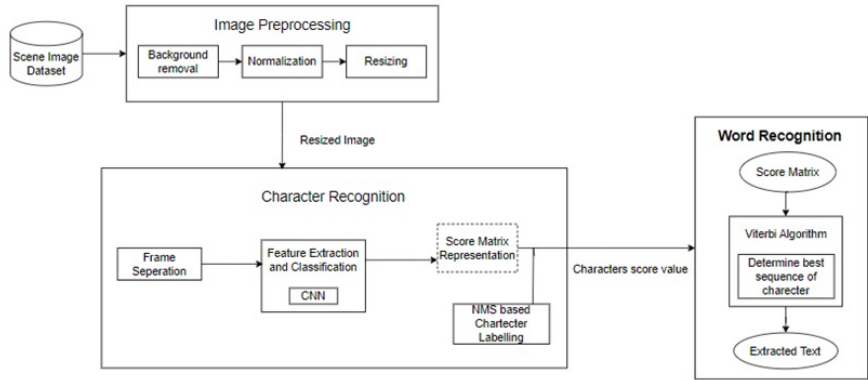 Image Preprocessing
Scene Image
Dataset
Background
removal
Normalization
Resizing
Resized Image
Character Recognition
Frame
Seperation
Feature Extraction
and Classification
CNN
Score Matrix
Representation
NMS based
Chartecter
Labelling
Characters score value
Word Recognition
Score Matrix
Viterbi Algorithm
Determine best
sequence of
charecter
Extracted Text